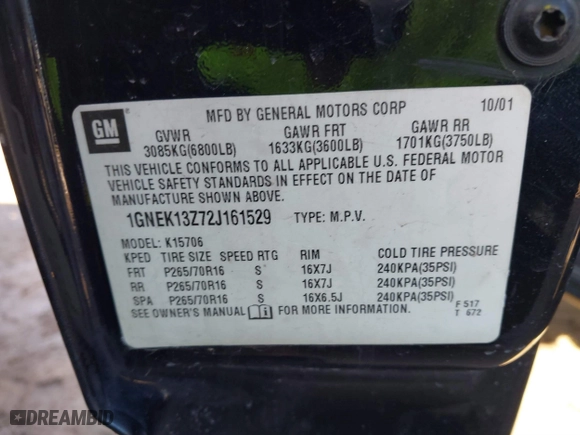 GM
MFD BY GENERAL MOTORS CORP 10/01
GVWR GAWR FRT GAWR RR
3085KG(6800LB) 1633KG(3600LB) 1701KG(3750LB)
THIS VEHICLE CONFORMS TO ALL APPLICABLE U.S. FEDERAL MOTOR
VEHICLE SAFETY STANDARDS IN EFFECT ON THE DATE OF
MANUFACTURE SHOWN ABOVE.
1GNEK13Z72J161529 TYPE: M.P.V.
MODEL: K15706
KPED TIRE SIZE SPEED RTG RIM COLD TIRE PRESSURE
FRT P265/70R16 S 16X7J 240KPA(35PSI)
RR P265/70R16 S 16X7J 240KPA(35PSI)
SPA P265/70R16 S 16X6.5J 240KPA(35PSI)
SEE OWNER'S MANUAL FOR MORE INFORMATION
F 517
T 672
DREAMBID